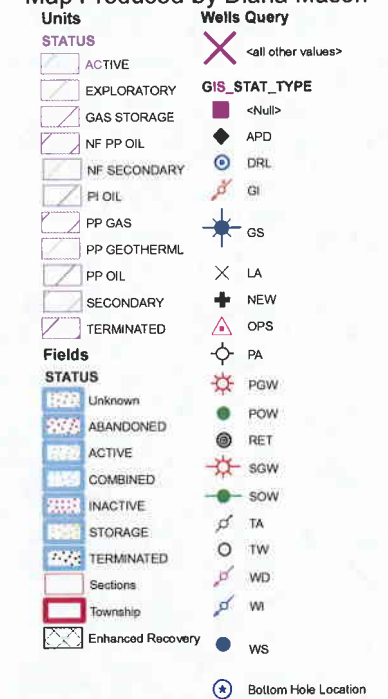 Map Produced by Diana Mason
Units
STATUS
ACTIVE
EXPLORATORY
GAS STORAGE
NF PP OIL
NF SECONDARY
PI OIL
PP GAS
PP GEOTHERML
PP OIL
SECONDARY
TERMINATED
Fields
STATUS
Unknown
ABANDONED
ACTIVE
COMBINED
INACTIVE
STORAGE
TERMINATED
Sections
Township
Enhanced Recovery
Wells Query
<all other values>
GIS_STAT_TYPE
<Null>
APD
DRL
GI
GS
LA
NEW
OPS
PA
PGW
POW
RET
SGW
SOW
TA
TW
WD
WI
WS
Bottom Hole Location